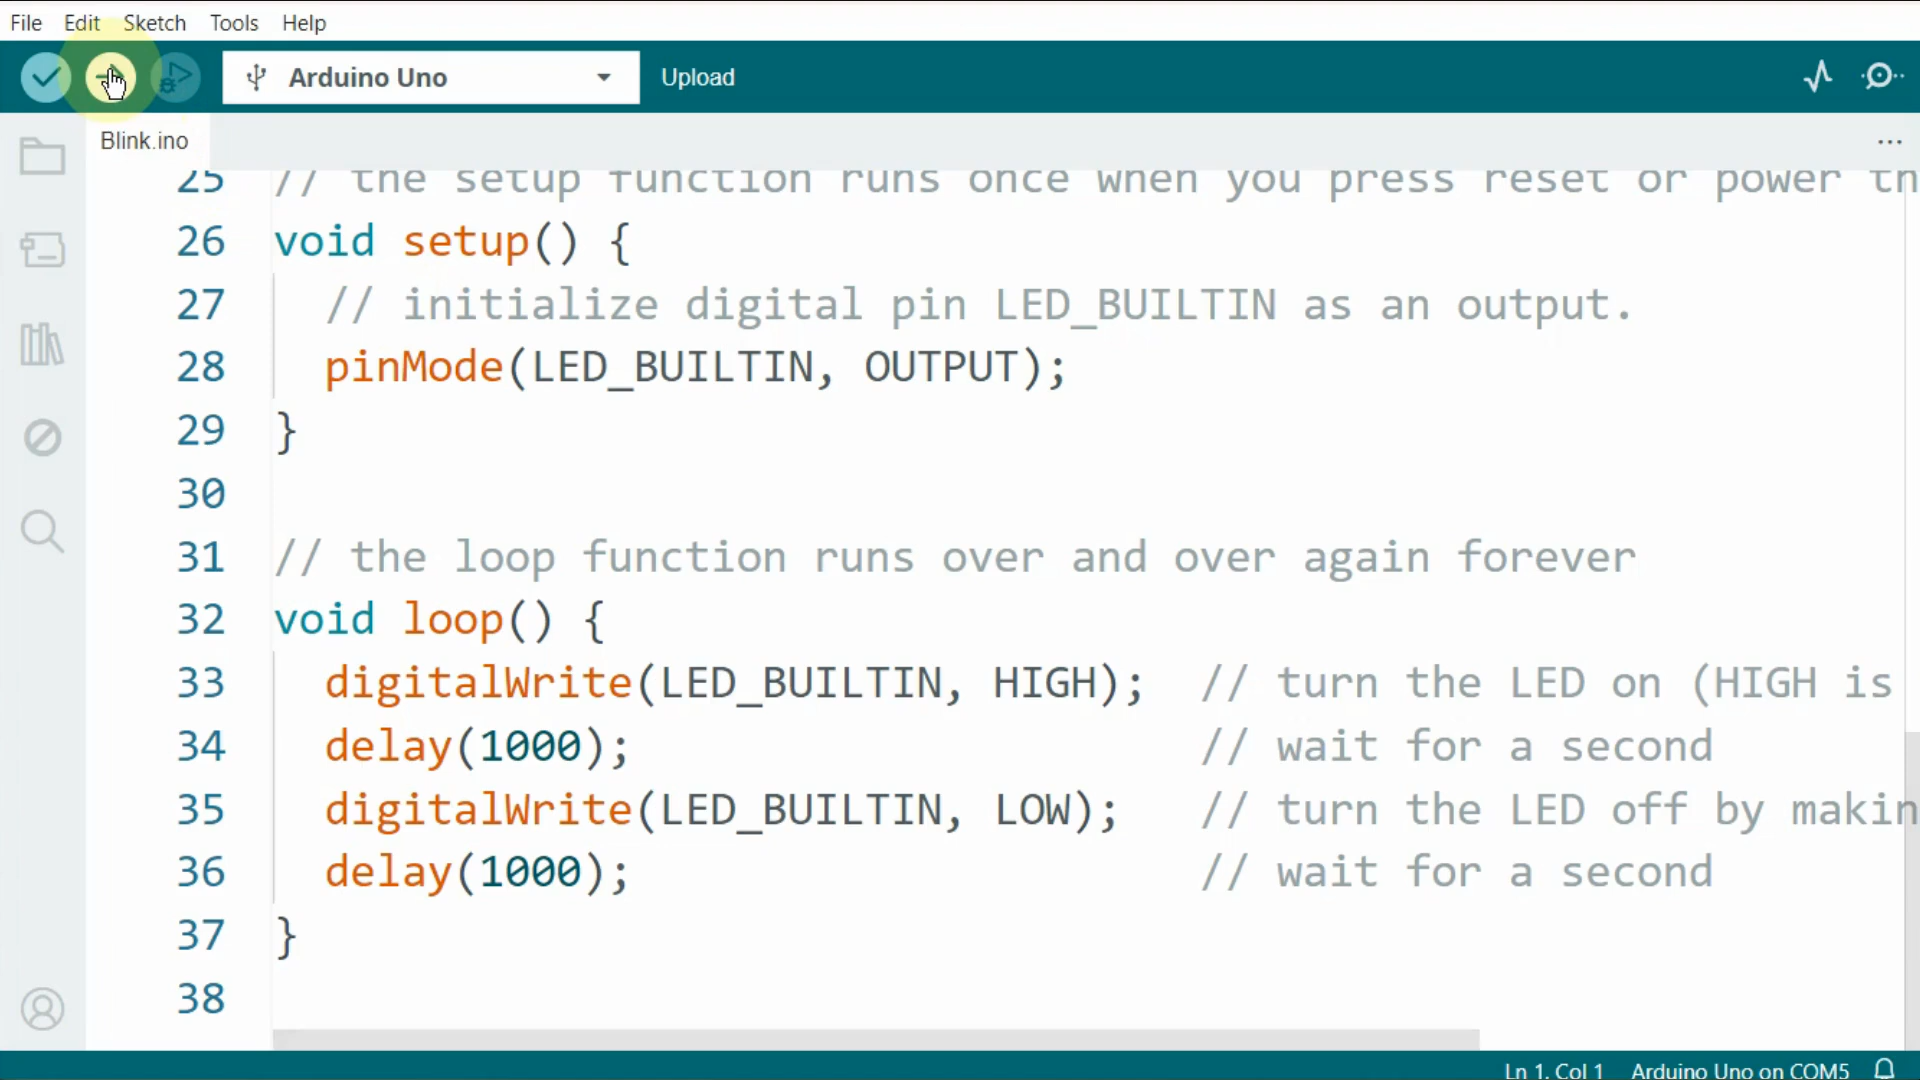 File Edit Sketch Tools Help
Arduino Uno Upload
Blink.ino
25 // the setup function runs once when you press reset or power th
26 void setup() {
27 // initialize digital pin LED_BUILTIN as an output.
28 pinMode(LED_BUILTIN, OUTPUT);
29 }
30
31 // the loop function runs over and over again forever
32 void loop() {
33 digitalWrite(LED_BUILTIN, HIGH); // turn the LED on (HIGH is
34 delay(1000); // wait for a second
35 digitalWrite(LED_BUILTIN, LOW); // turn the LED off by makin
36 delay(1000); // wait for a second
37 }
38
Ln 1, Col 1 Arduino Uno on COM5